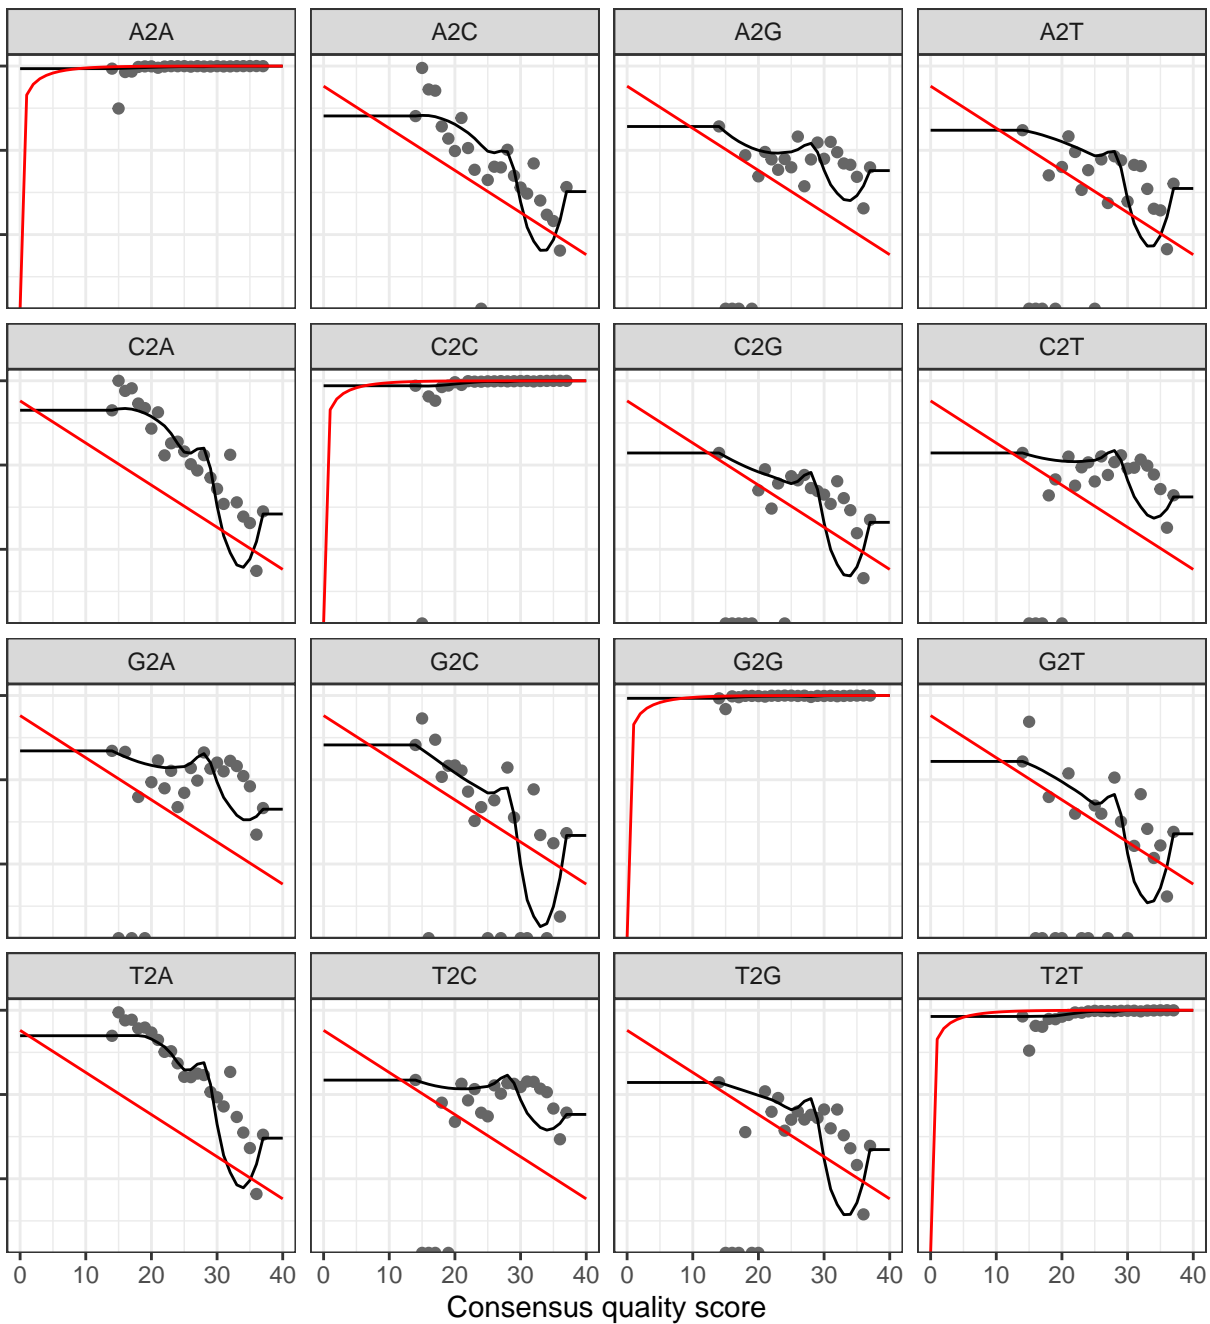 A2A A2C A2G A2T
C2A C2C C2G C2T
G2A G2C G2G G2T
T2A T2C T2G T2T
0 10 20 30 40 0 10 20 30 40 0 10 20 30 40 0 10 20 30 40
Consensus quality score